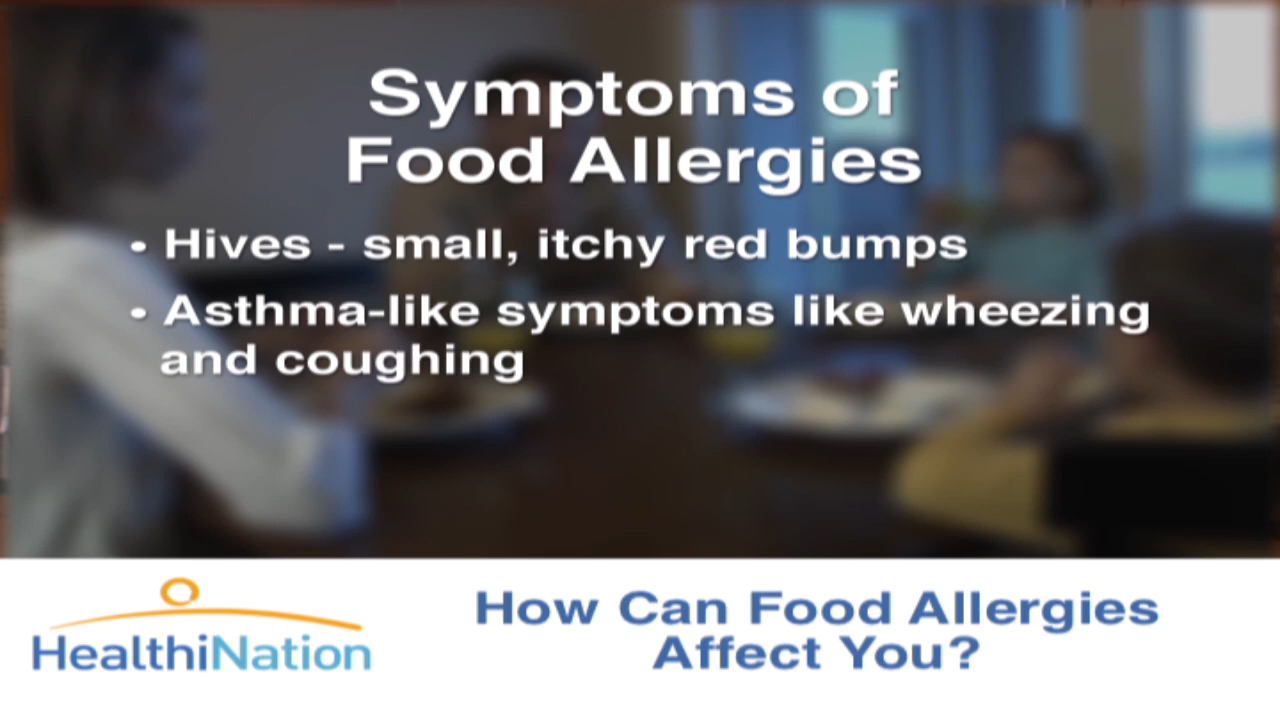 Symptoms of
Food Allergies
• Hives - small, itchy red bumps
• Asthma-like symptoms like wheezing
and coughing
HealthiNation
How Can Food Allergies
Affect You?